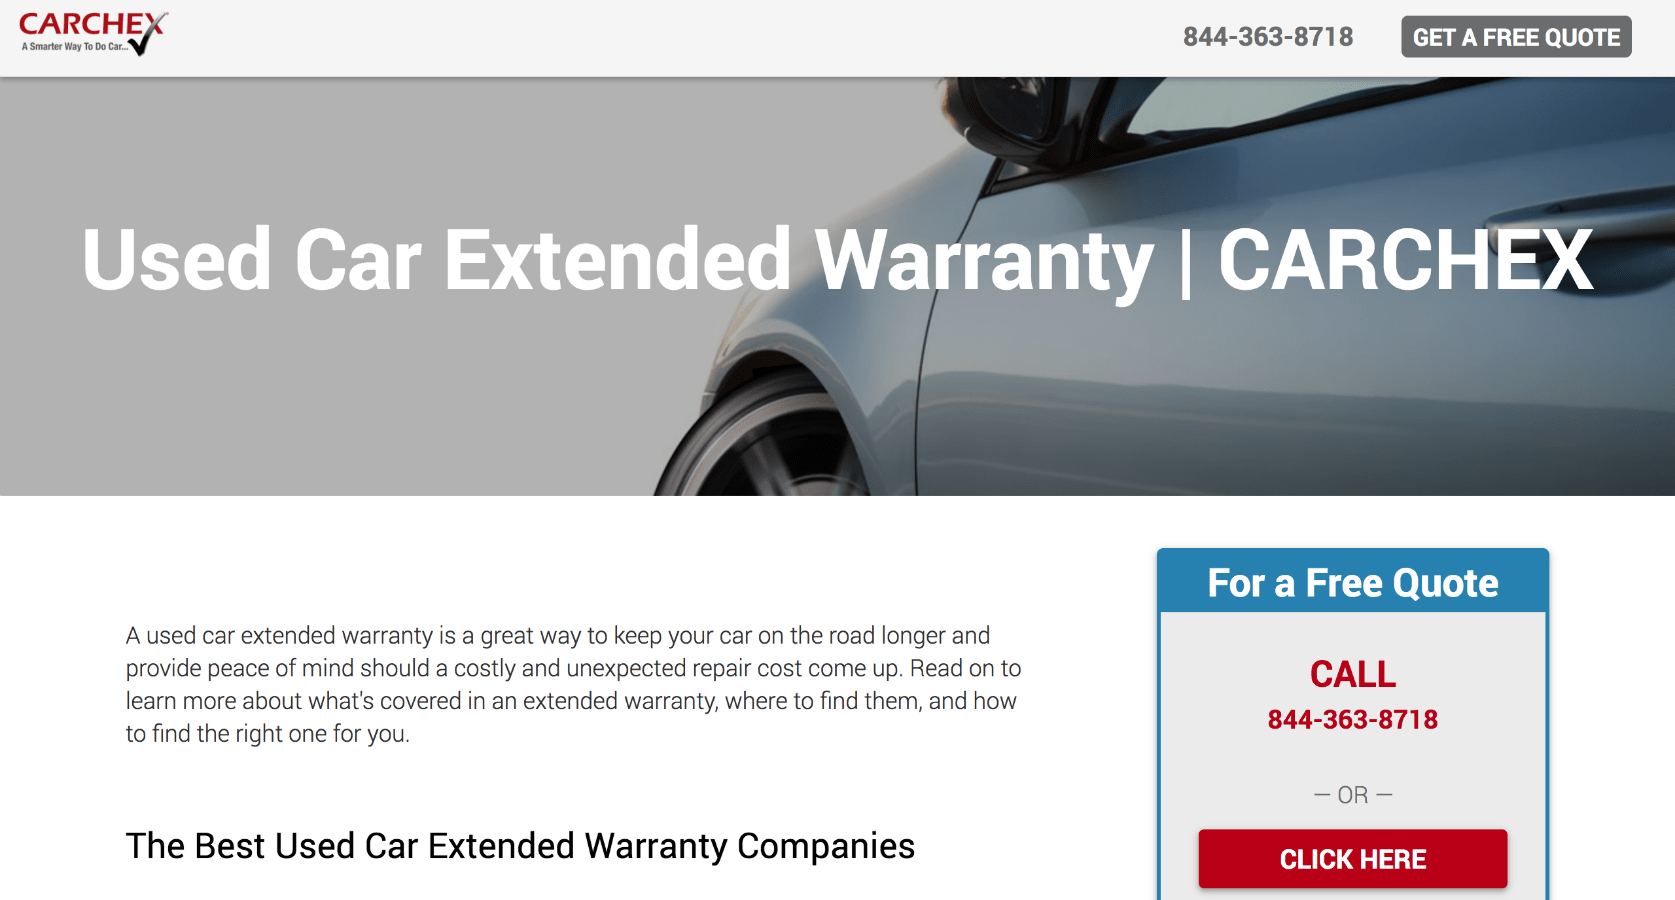 CARCHEX
A Smarter Way To Do Car...
844-363-8718
GET A FREE QUOTE
Used Car Extended Warranty | CARCHEX
A used car extended warranty is a great way to keep your car on the road longer and
provide peace of mind should a costly and unexpected repair cost come up. Read on to
learn more about what's covered in an extended warranty, where to find them, and how
to find the right one for you.
The Best Used Car Extended Warranty Companies
For a Free Quote
CALL
844-363-8718
— OR —
CLICK HERE